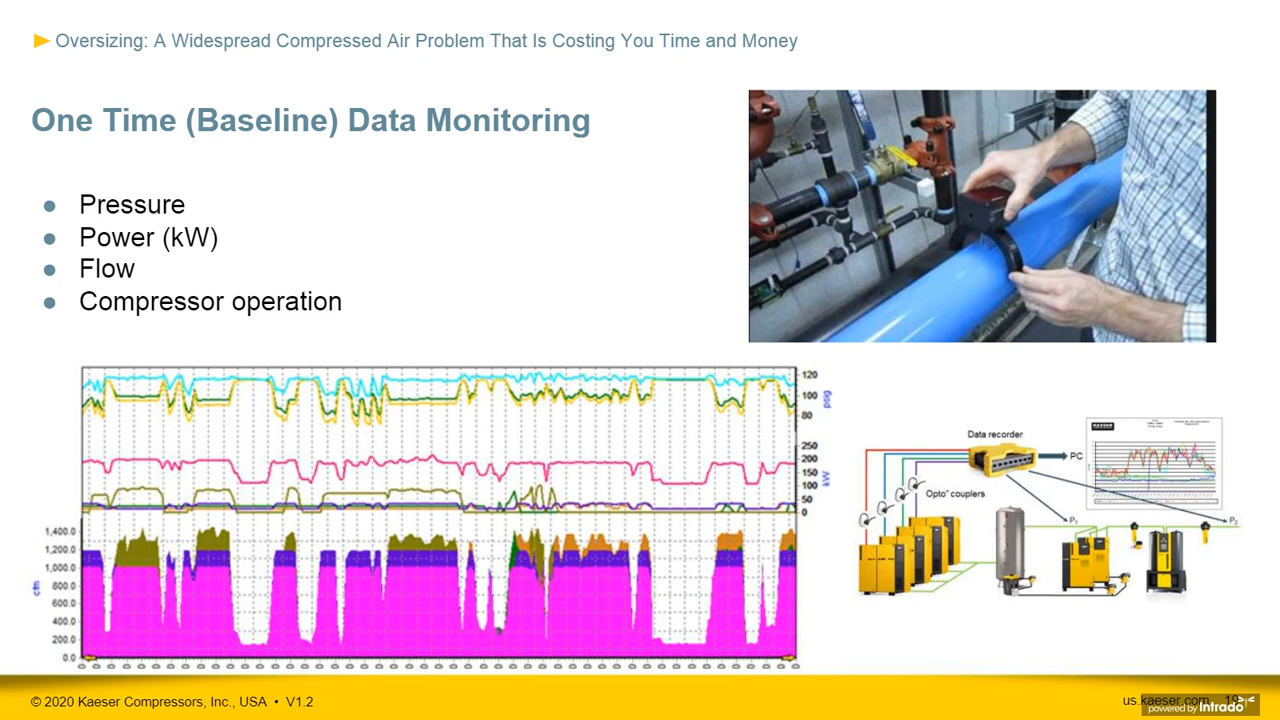 Oversizing: A Widespread Compressed Air Problem That Is Costing You Time and Money
One Time (Baseline) Data Monitoring
Pressure
Power (kW)
Flow
Compressor operation
120
100
80
psig
250
200
150
100
50
0
kW
1,400.0
1,200.0
1,000.0
800.0
600.0
400.0
200.0
0.0
cfm
Data recorder
PC
Opto" couplers
P₁
P₂
KAESER
© 2020 Kaeser Compressors, Inc., USA • V1.2
us.kaeser.com
powered by intrado